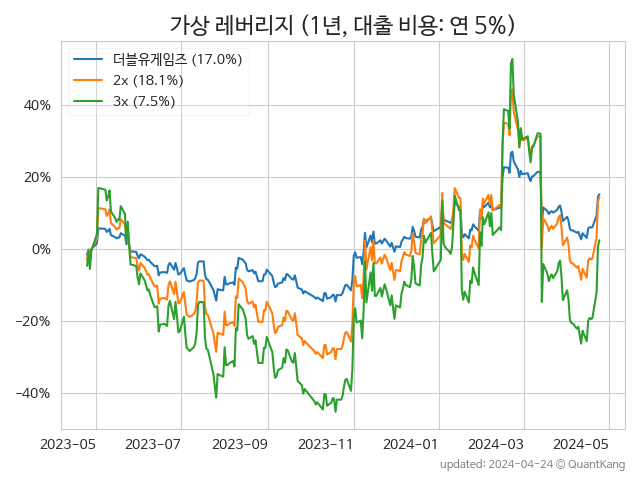 가상 레버리지 (1년, 대출 비용: 연 5%)
더블유게임즈 (17.0%)
2x (18.1%)
3x (7.5%)
40%
20%
0%
−20%
−40%
2023−05 2023−07 2023−09 2023−11 2024−01 2024−03 2024−05
updated: 2024−04−24 © QuantKang